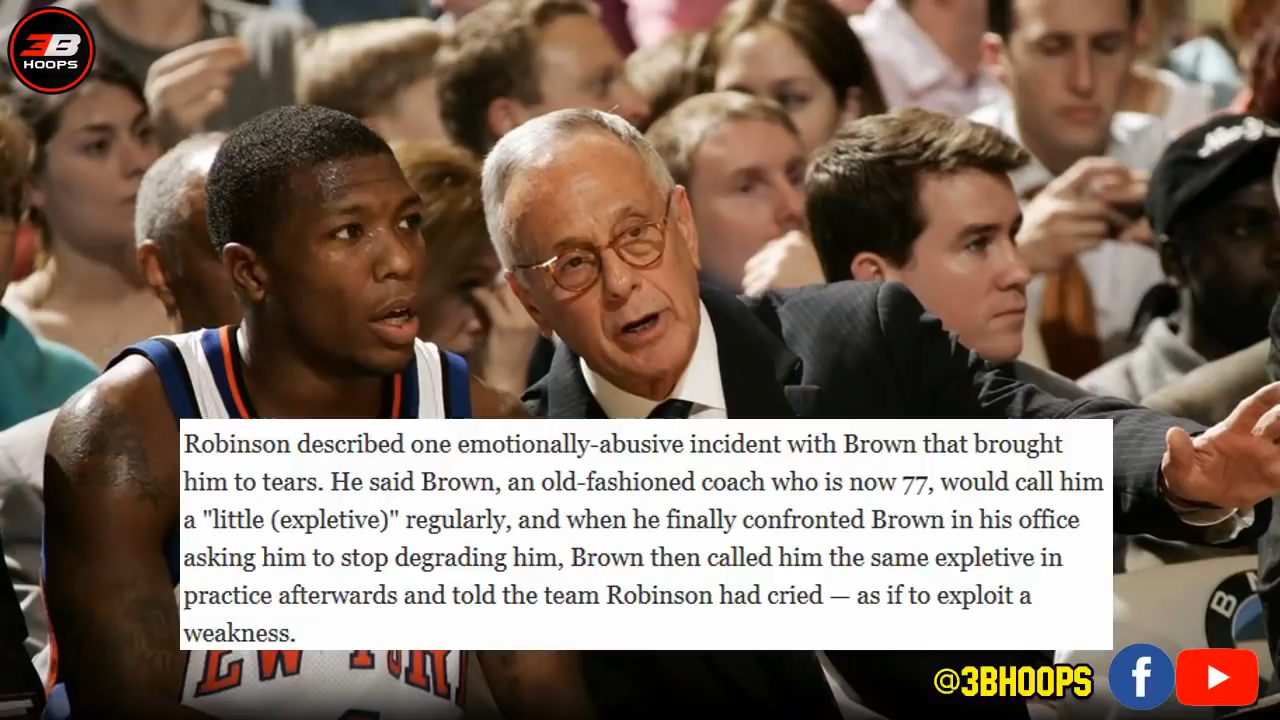 3B
HOOPS
Robinson described one emotionally-abusive incident with Brown that brought
him to tears. He said Brown, an old-fashioned coach who is now 77, would call him
a "little (expletive)" regularly, and when he finally confronted Brown in his office
asking him to stop degrading him, Brown then called him the same expletive in
practice afterwards and told the team Robinson had cried — as if to exploit a
weakness.
NEW YORK
@3BHOOPS
f